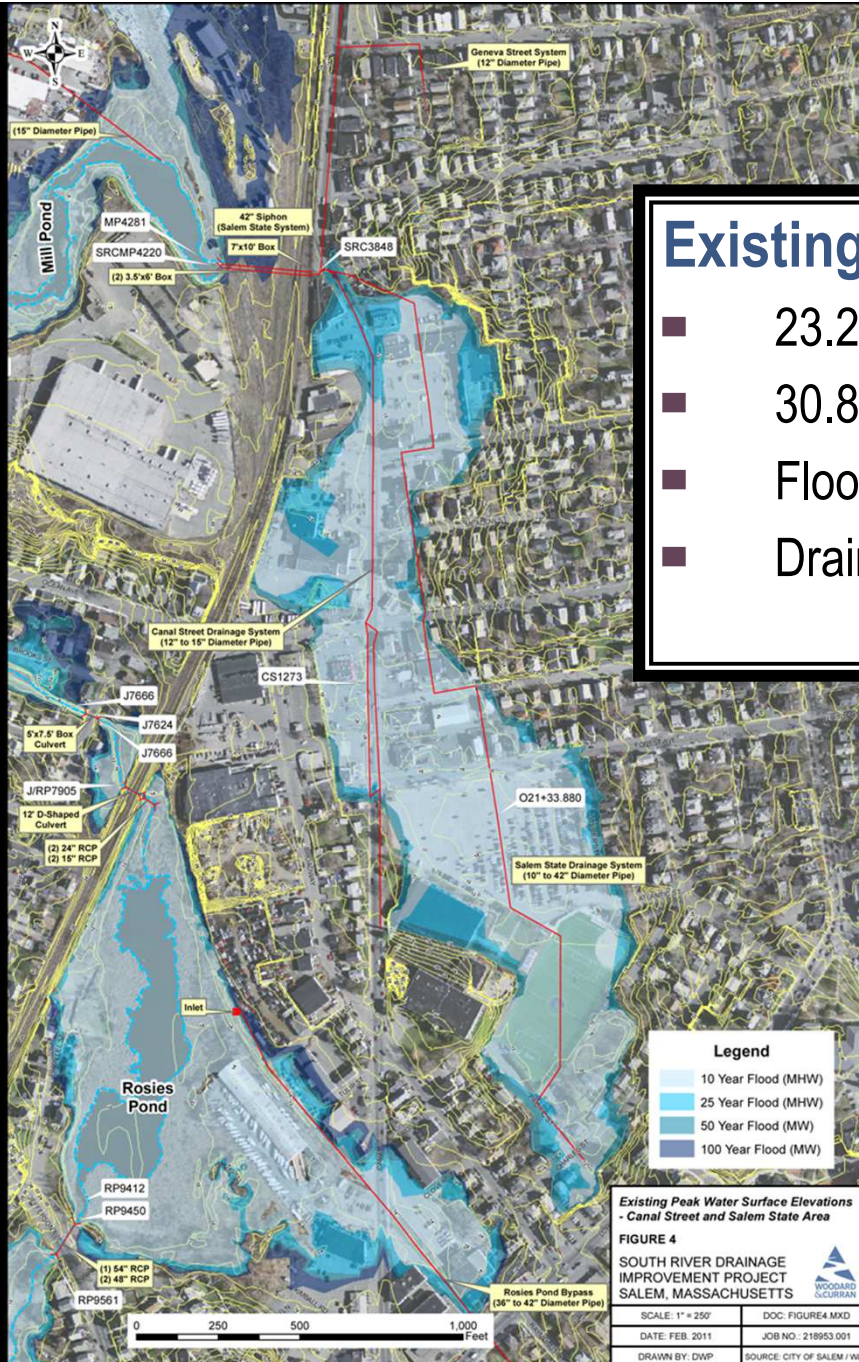 N
W
E
S
Geneva Street System
(12" Diameter Pipe)
(15" Diameter Pipe)
Mill Pond
MP4281
SRCMP4220
42" Siphon
(Salem State System)
7'x10' Box
(2) 3.5'x6' Box
SRC3848
Existing
23.2
30.8
Floo
Drain
Canal Street Drainage System
(12" to 15" Diameter Pipe)
CS1273
J7666
J7624
J7666
5'x7.5' Box
Culvert
J/RP7905
12' D-Shaped
Culvert
(2) 24" RCP
(2) 15" RCP
O21+33.880
Salem State Drainage System
(10" to 42" Diameter Pipe)
Inlet
Rosies
Pond
RP9412
RP9450
(1) 54" RCP
(2) 48" RCP
RP9561
Rosies Pond Bypass
(36" to 42" Diameter Pipe)
0 250 500 1,000
Feet
Legend
10 Year Flood (MHW)
25 Year Flood (MHW)
50 Year Flood (MW)
100 Year Flood (MW)
Existing Peak Water Surface Elevations
- Canal Street and Salem State Area
FIGURE 4
SOUTH RIVER DRAINAGE
IMPROVEMENT PROJECT
SALEM, MASSACHUSETTS
WOODARD
&CURRAN
SCALE: 1" = 250'
DOC: FIGURE4.MXD
DATE: FEB. 2011
JOB NO.: 218953.001
DRAWN BY: DWP
SOURCE: CITY OF SALEM /